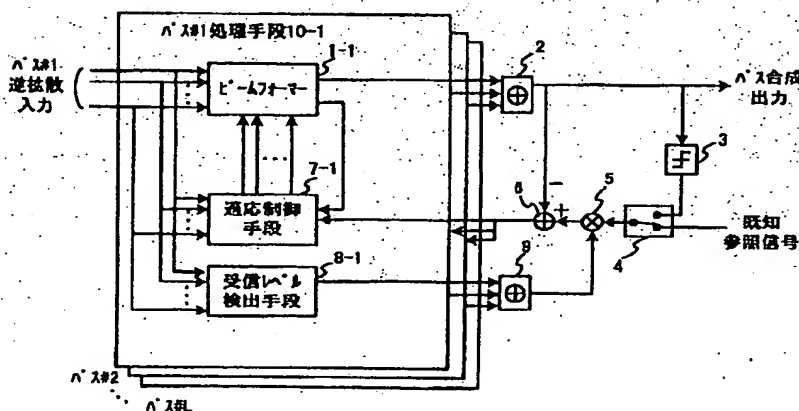 パス#1処理手段10-1
1-1
2
パス#1
逆拡散
入力
ビームフォーマー
パス合成
出力
3
7-1
適応制御
手段
6
−
+
5
4
既知
参照信号
8-1
受信レベル
検出手段
9
パス#2
パス#L